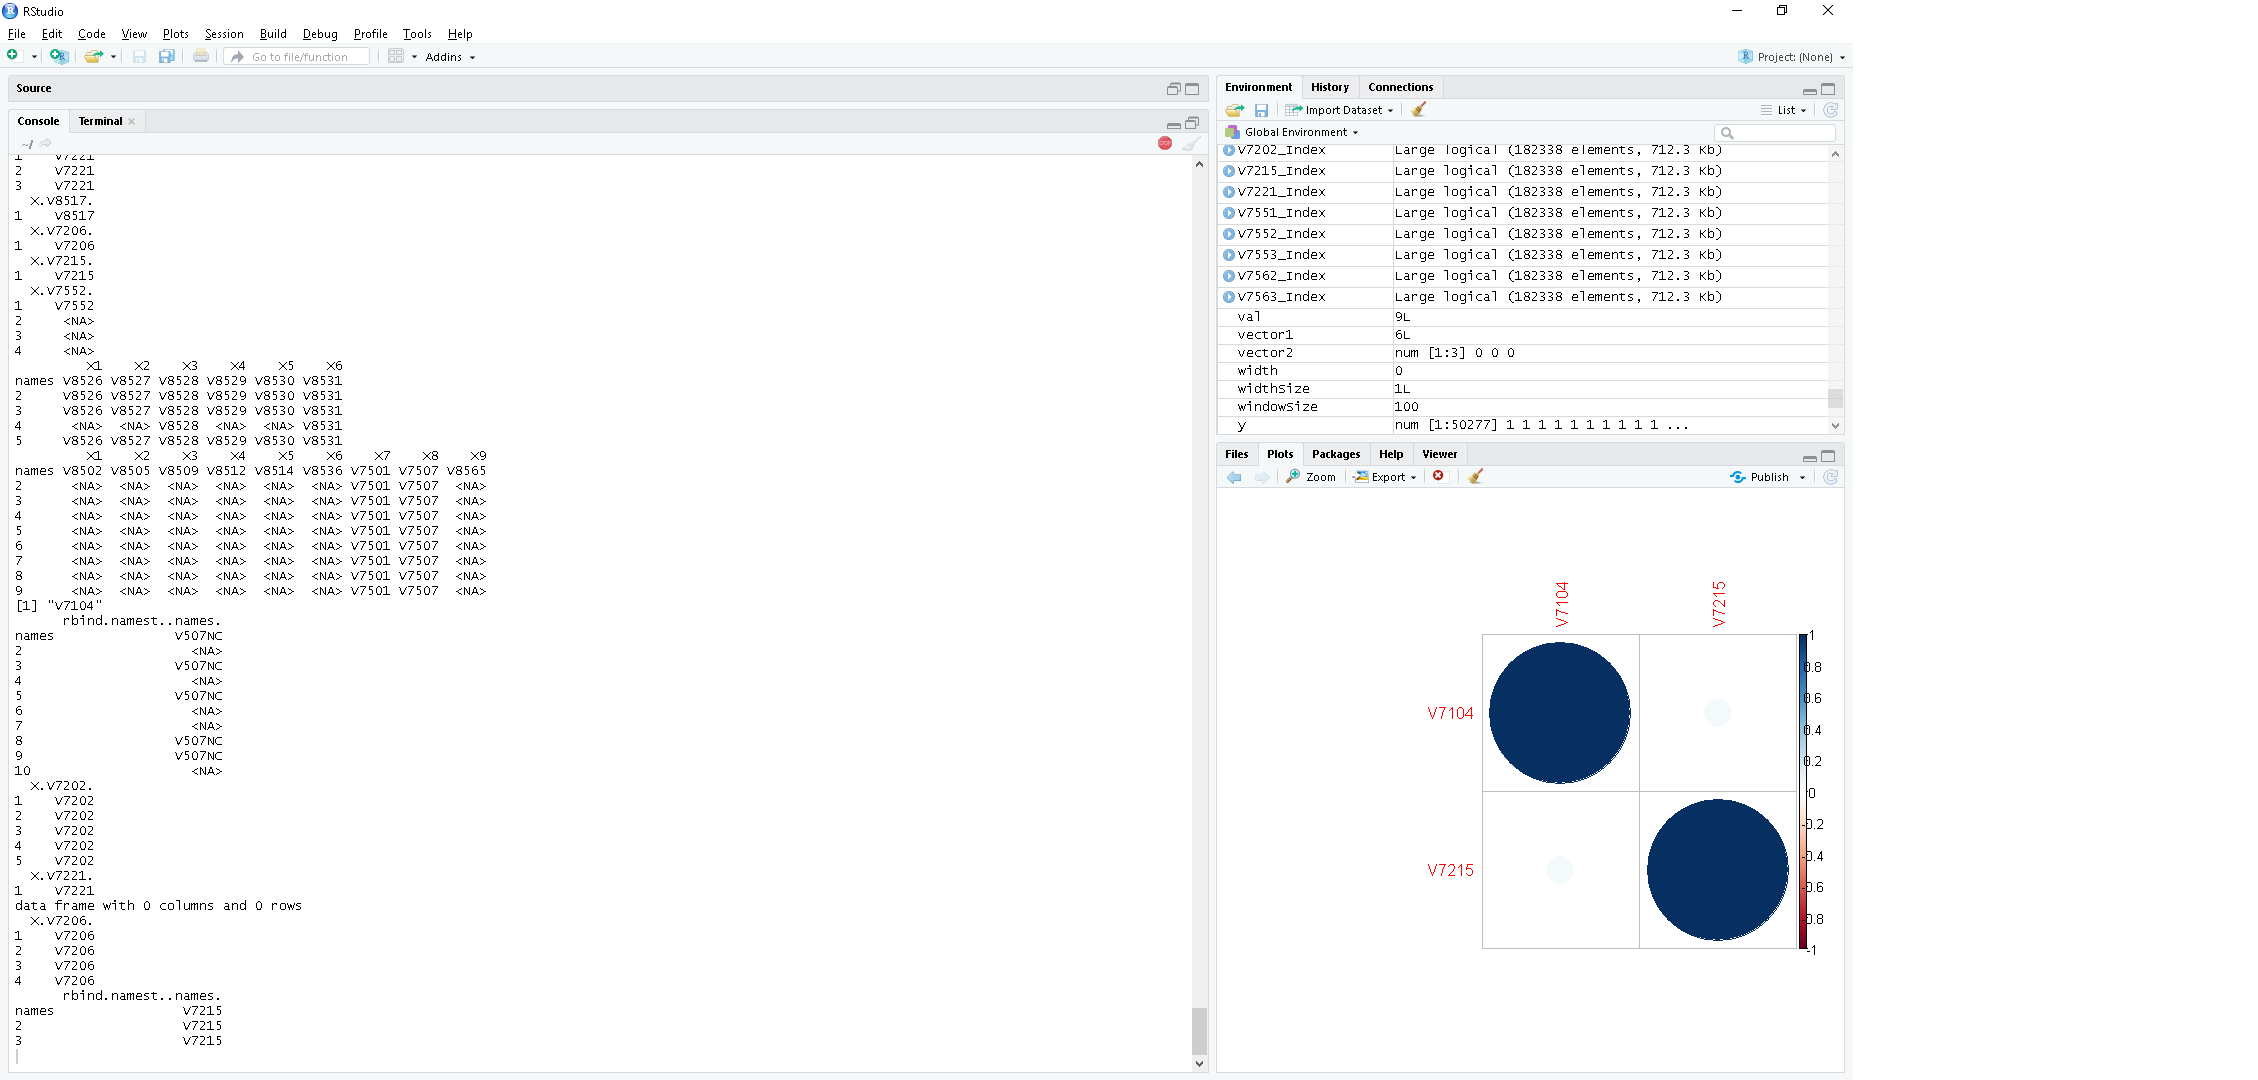 RStudio
File Edit Code View Plots Session Build Debug Profile Tools Help
Go to file/function Addins Project: (None)
Source
Console Terminal
~/
1 V7221
2 V7221
3 V7221
X.V8517.
1 V8517
X.V7206.
1 V7206
X.V7215.
1 V7215
X.V7552.
1 V7552
2 <NA>
3 <NA>
4 <NA>
X1 X2 X3 X4 X5 X6
names V8526 V8527 V8528 V8529 V8530 V8531
2 V8526 V8527 V8528 V8529 V8530 V8531
3 V8526 V8527 V8528 V8529 V8530 V8531
4 <NA> <NA> V8528 <NA> <NA> V8531
5 V8526 V8527 V8528 V8529 V8530 V8531
X1 X2 X3 X4 X5 X6 X7 X8 X9
names V8502 V8505 V8509 V8512 V8514 V8536 V7501 V7507 V8565
2 <NA> <NA> <NA> <NA> <NA> <NA> V7501 V7507 <NA>
3 <NA> <NA> <NA> <NA> <NA> <NA> V7501 V7507 <NA>
4 <NA> <NA> <NA> <NA> <NA> <NA> V7501 V7507 <NA>
5 <NA> <NA> <NA> <NA> <NA> <NA> V7501 V7507 <NA>
6 <NA> <NA> <NA> <NA> <NA> <NA> V7501 V7507 <NA>
7 <NA> <NA> <NA> <NA> <NA> <NA> V7501 V7507 <NA>
8 <NA> <NA> <NA> <NA> <NA> <NA> V7501 V7507 <NA>
9 <NA> <NA> <NA> <NA> <NA> <NA> V7501 V7507 <NA>
[1] "V7104"
rbind.namest..names.
names V507NC
2 <NA>
3 V507NC
4 <NA>
5 V507NC
6 <NA>
7 <NA>
8 V507NC
9 V507NC
10 <NA>
X.V7202.
1 V7202
2 V7202
3 V7202
4 V7202
5 V7202
X.V7221.
1 V7221
data frame with 0 columns and 0 rows
X.V7206.
1 V7206
2 V7206
3 V7206
4 V7206
rbind.namest..names.
names V7215
2 V7215
3 V7215
Environment History Connections
Import Dataset List
Global Environment
V7202_Index Large logical (182338 elements, 712.3 Kb)
V7215_Index Large logical (182338 elements, 712.3 Kb)
V7221_Index Large logical (182338 elements, 712.3 Kb)
V7551_Index Large logical (182338 elements, 712.3 Kb)
V7552_Index Large logical (182338 elements, 712.3 Kb)
V7553_Index Large logical (182338 elements, 712.3 Kb)
V7562_Index Large logical (182338 elements, 712.3 Kb)
V7563_Index Large logical (182338 elements, 712.3 Kb)
val 9L
vector1 6L
vector2 num [1:3] 0 0 0
width 0
widthSize 1L
windowSize 100
y num [1:50277] 1 1 1 1 1 1 1 1 1 1 ...
Files Plots Packages Help Viewer
Zoom Export Publish
V7104 V7215
V7104
V7215
1
0.8
0.6
0.4
0.2
0
-0.2
-0.4
-0.6
-0.8
-1